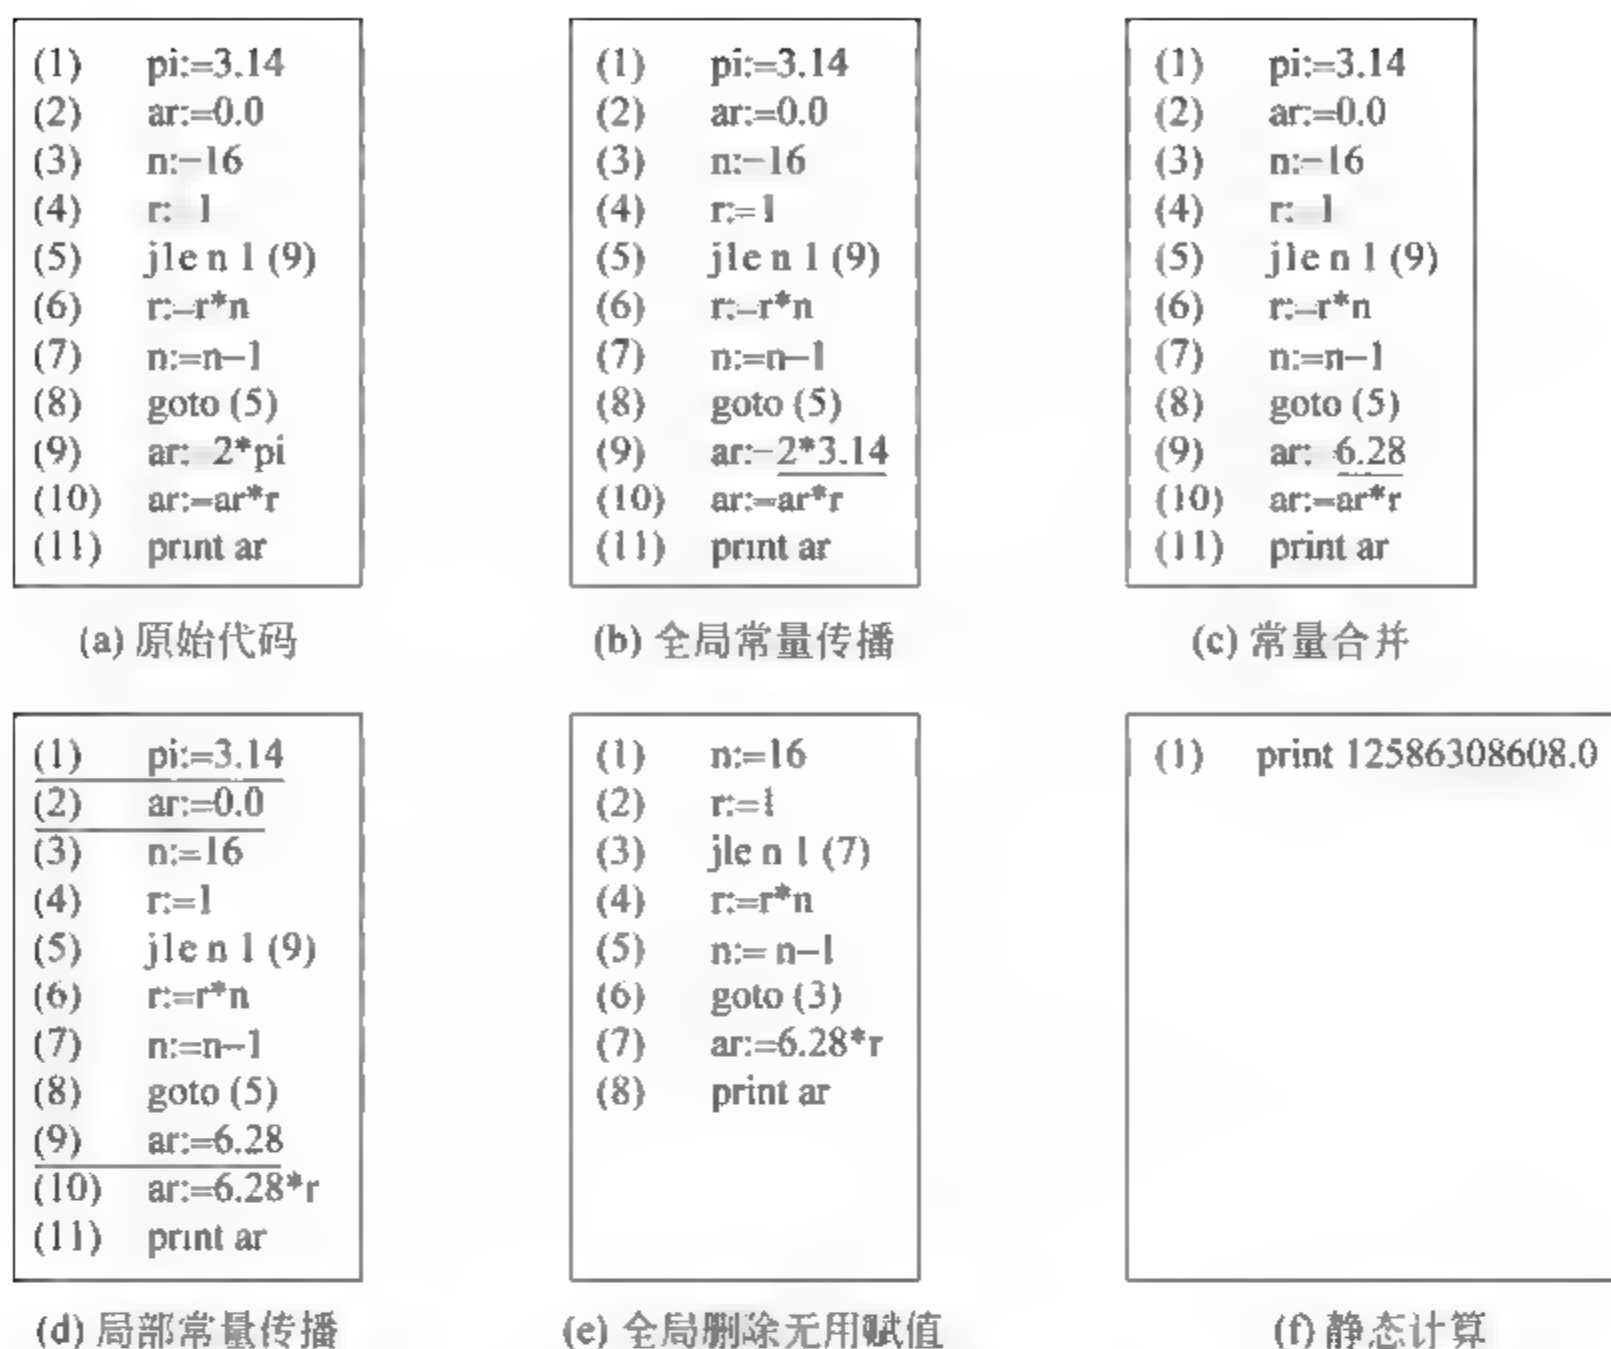 (1) pi:=3.14
(2) ar:=0.0
(3) n:=16
(4) r:=1
(5) jle n 1 (9)
(6) r:=r*n
(7) n:=n-1
(8) goto (5)
(9) ar:=2*pi
(10) ar:=ar*r
(11) print ar
(a) 原始代码
(1) pi:=3.14
(2) ar:=0.0
(3) n:=16
(4) r:=1
(5) jle n 1 (9)
(6) r:=r*n
(7) n:=n-1
(8) goto (5)
(9) ar:=2*3.14
(10) ar:=ar*r
(11) print ar
(b) 全局常量传播
(1) pi:=3.14
(2) ar:=0.0
(3) n:=16
(4) r:=1
(5) jle n 1 (9)
(6) r:=r*n
(7) n:=n-1
(8) goto (5)
(9) ar:=6.28
(10) ar:=ar*r
(11) print ar
(c) 常量合并
(1) pi:=3.14
(2) ar:=0.0
(3) n:=16
(4) r:=1
(5) jle n 1 (9)
(6) r:=r*n
(7) n:=n-1
(8) goto (5)
(9) ar:=6.28
(10) ar:=6.28*r
(11) print ar
(d) 局部常量传播
(1) n:=16
(2) r:=1
(3) jle n 1 (7)
(4) r:=r*n
(5) n:= n-1
(6) goto (3)
(7) ar:=6.28*r
(8) print ar
(e) 全局删除无用赋值
(1) print 12586308608.0
(f) 静态计算